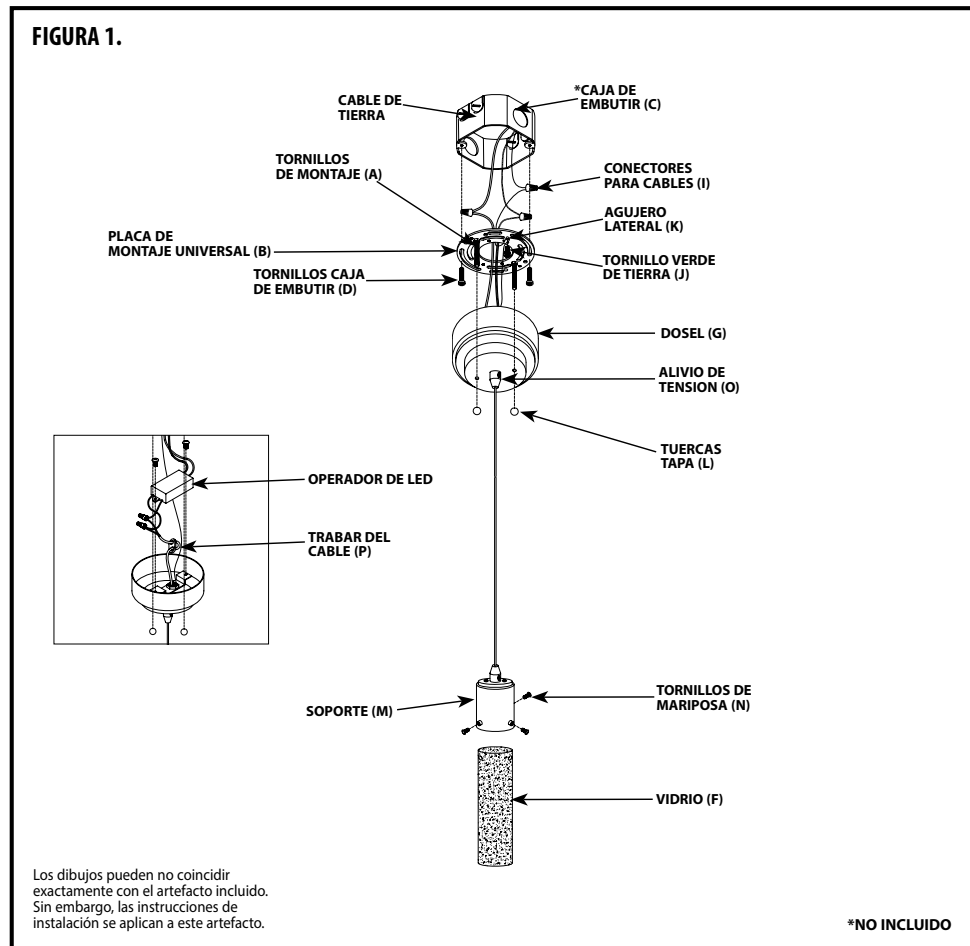 FIGURA 1.
CABLE DE
TIERRA
*CAJA DE
EMBUTIR (C)
TORNILLOS
DE MONTAJE (A)
CONECTORES
PARA CABLES (I)
AGUJERO
LATERAL (K)
PLACA DE
MONTAJE UNIVERSAL (B)
TORNILLO VERDE
DE TIERRA (J)
TORNILLOS CAJA
DE EMBUTIR (D)
DOSEL (G)
ALIVIO DE
TENSION (O)
TUERCAS
TAPA (L)
OPERADOR DE LED
TRABAR DEL
CABLE (P)
SOPORTE (M)
TORNILLOS DE
MARIPOSA (N)
VIDRIO (F)
Los dibujos pueden no coincidir
exactamente con el artefacto incluido.
Sin embargo, las instrucciones de
instalación se aplican a este artefacto.
*NO INCLUIDO